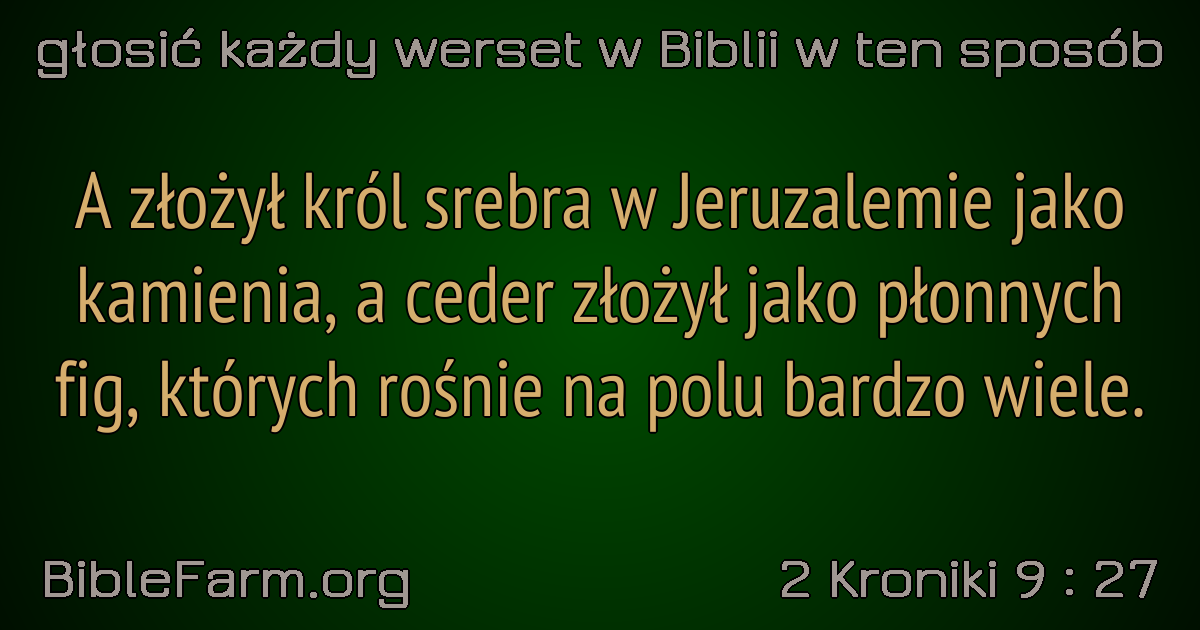 głosić każdy werset w Biblii w ten sposób
A złożył król srebra w Jeruzalemie jako
kamienia, a ceder złożył jako płonnych
fig, których rośnie na polu bardzo wiele.
BibleFarm.org
2 Kroniki 9 : 27